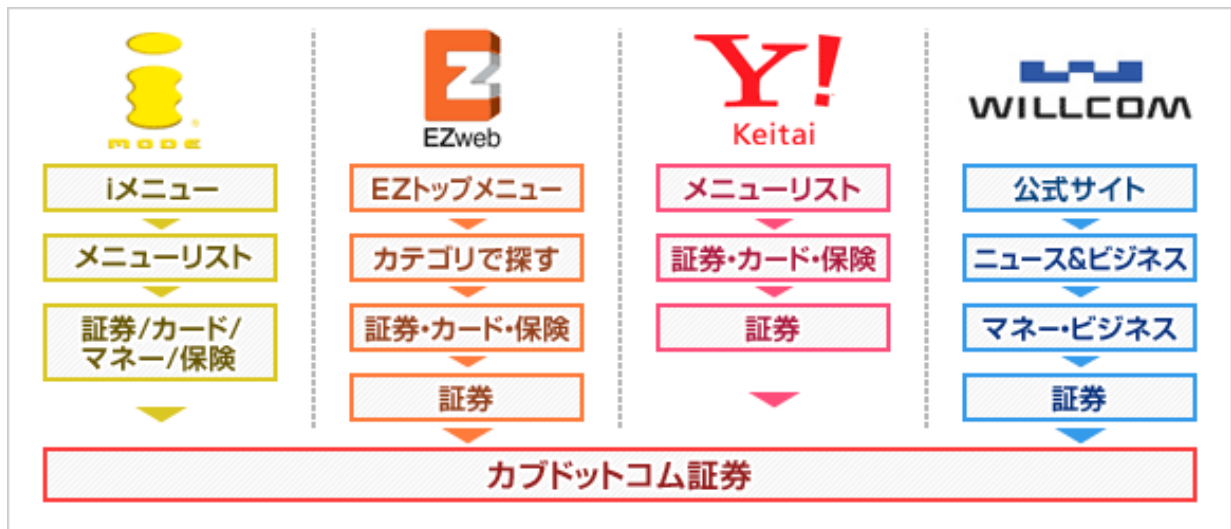 i
MODE
iメニュー
メニューリスト
証券/カード/
マネー/保険
EZ
EZweb
EZトップメニュー
カテゴリで探す
証券・カード・保険
証券
Y!
Keitai
メニューリスト
証券・カード・保険
証券
WILLCOM
公式サイト
ニュース&ビジネス
マネー・ビジネス
証券
カブドットコム証券